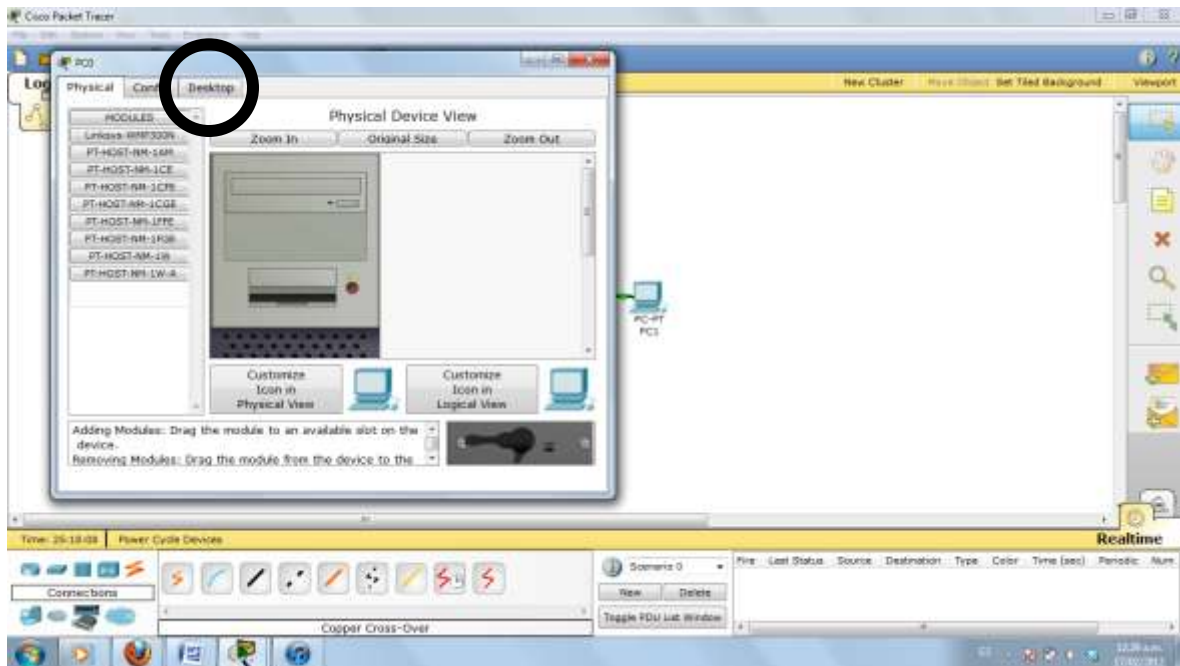 Cisco Packet Tracer
PC0
Physical
Desktop
New Cluster
Set Tiled Background
Viewport
MODULES
Physical Device View
Zoom In
Original Size
Zoom Out
Linksys-WMP300N
PT-HOST-NM-1AM
PT-HOST-NM-1CE
PT-HOST-NM-1CFE
PT-HOST-NM-1CGE
PT-HOST-NM-1FFE
PT-HOST-NM-1FGE
PT-HOST-NM-1W
PT-HOST-NM-1W-A
PC-PT
PC1
Customize
Icon in
Physical View
Customize
Icon in
Logical View
Adding Modules: Drag the module to an available slot on the
device.
Removing Modules: Drag the module from the device to the
Power Cycle Devices
Realtime
Connections
Copper Cross-Over
Scenario 0
New
Delete
Toggle PDU List Window
Fire
Last Status
Source
Destination
Type
Color
Time (sec)
Periodic
Num